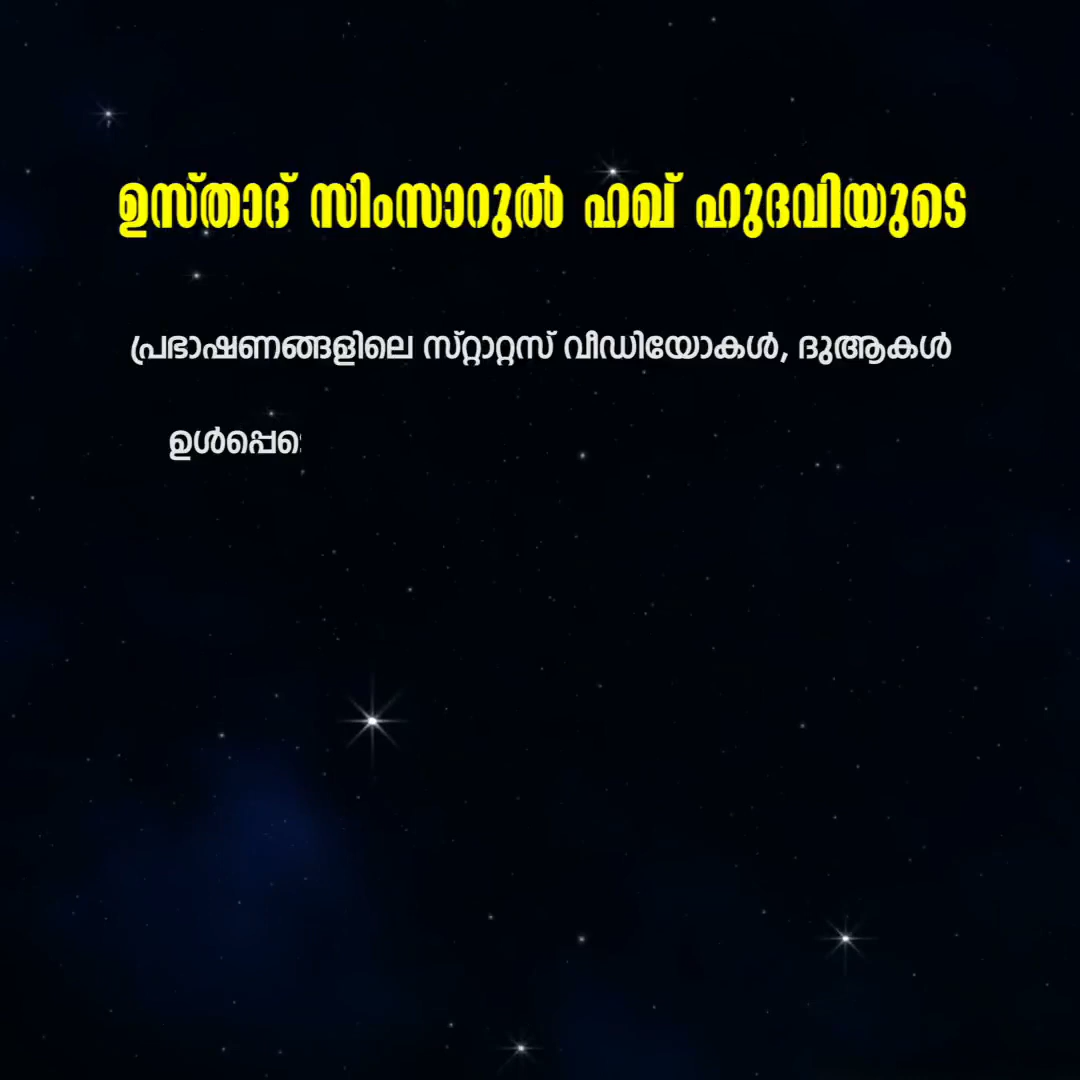 ഉസ്താദ് സിംസാറുൽ ഹഖ് ഹുദവിയുടെ
പ്രഭാഷണങ്ങളിലെ സ്റ്റാറ്റസ് വീഡിയോകൾ, ദുആകൾ